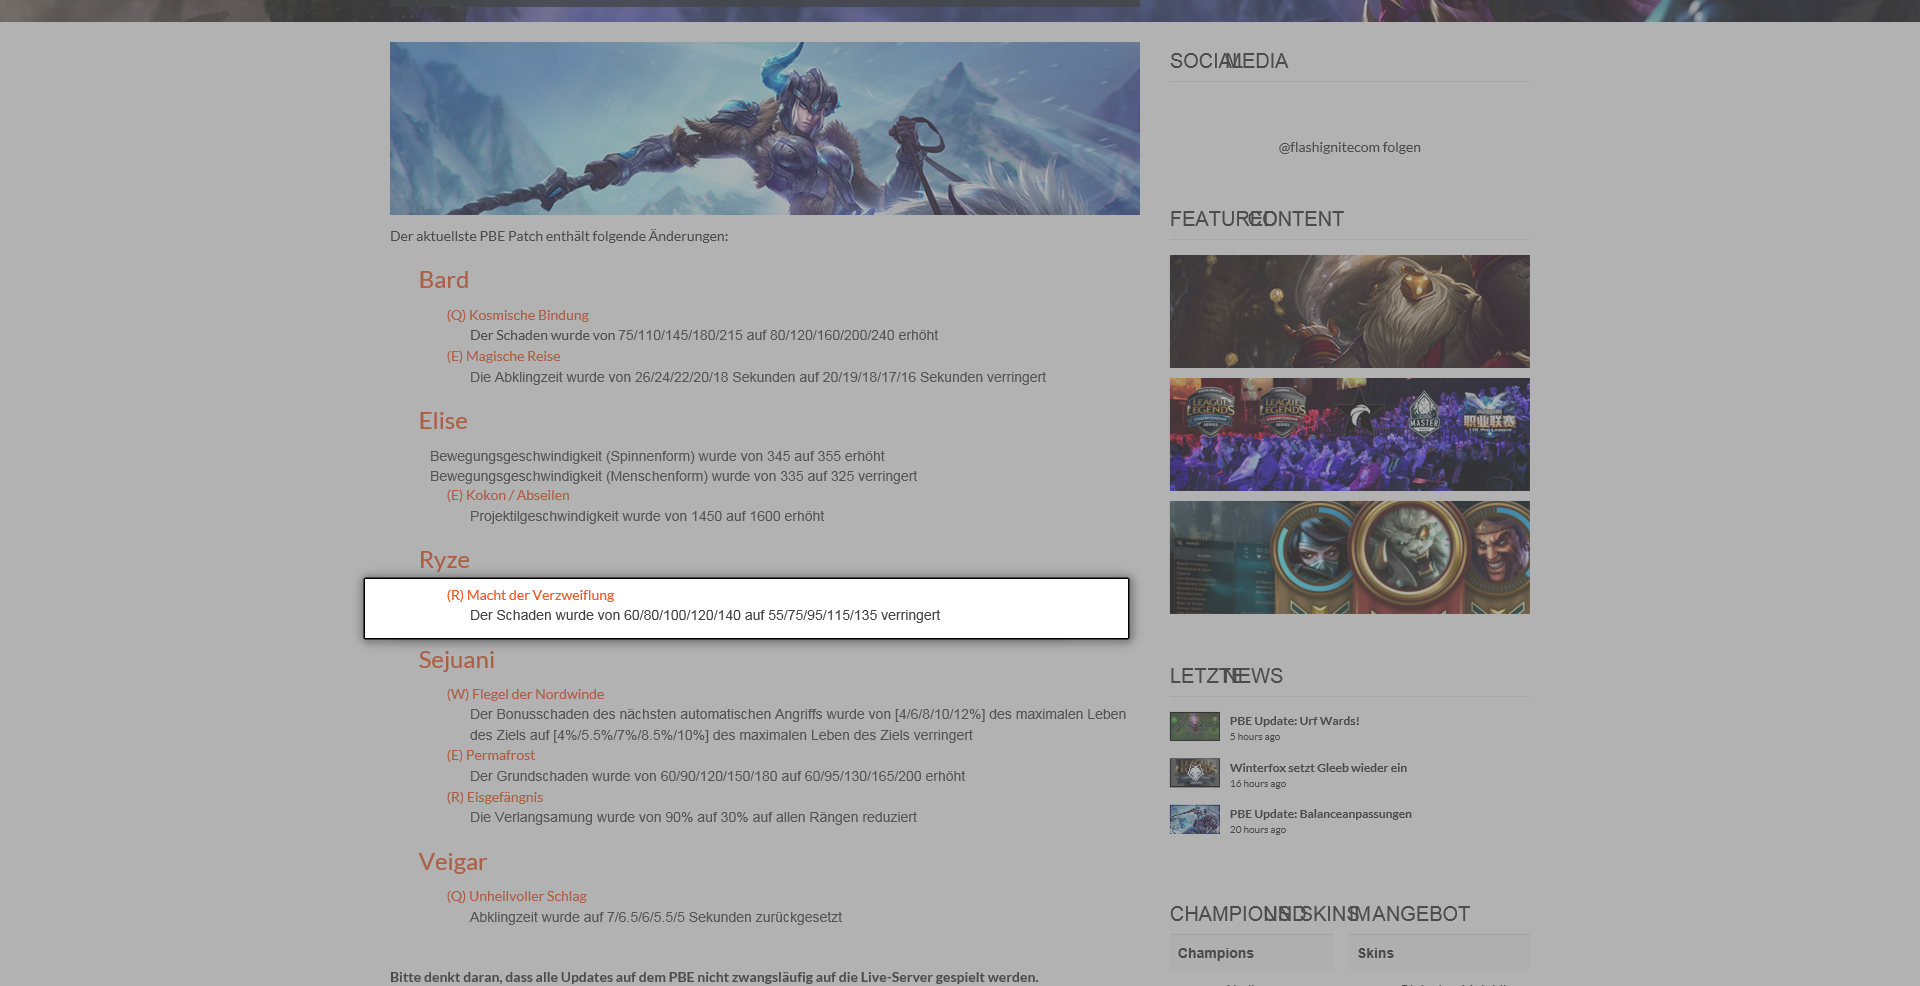 Der aktuellste PBE Patch enthält folgende Änderungen:
Bard
(Q) Kosmische Bindung
Der Schaden wurde von 75/110/145/180/215 auf 80/120/160/200/240 erhöht
(E) Magische Reise
Die Abklingzeit wurde von 26/24/22/20/18 Sekunden auf 20/19/18/17/16 Sekunden verringert
Elise
Bewegungsgeschwindigkeit (Spinnenform) wurde von 345 auf 355 erhöht
Bewegungsgeschwindigkeit (Menschenform) wurde von 335 auf 325 verringert
(E) Kokon / Abseilen
Projektilgeschwindigkeit wurde von 1450 auf 1600 erhöht
Ryze
(R) Macht der Verzweiflung
Der Schaden wurde von 60/80/100/120/140 auf 55/75/95/115/135 verringert
Sejuani
(W) Flegel der Nordwinde
Der Bonusschaden des nächsten automatischen Angriffs wurde von [4/6/8/10/12%] des maximalen Leben
des Ziels auf [4%/5.5%/7%/8.5%/10%] des maximalen Leben des Ziels verringert
(E) Permafrost
Der Grundschaden wurde von 60/90/120/150/180 auf 60/95/130/165/200 erhöht
(R) Eisgefängnis
Die Verlangsamung wurde von 90% auf 30% auf allen Rängen reduziert
Veigar
(Q) Unheilvoller Schlag
Abklingzeit wurde auf 7/6.5/6/5.5/5 Sekunden zurückgesetzt
Bitte denkt daran, dass alle Updates auf dem PBE nicht zwangsläufig auf die Live-Server gespielt werden.
SOCIAL MEDIA
@flashignitecom folgen
FEATURED CONTENT
LEAGUE LEGENDS
LEAGUE LEGENDS
MASTER
职业联赛
LETZTE NEWS
PBE Update: Urf Wards!
5 hours ago
Winterfox setzt Gleeb wieder ein
16 hours ago
PBE Update: Balanceanpassungen
20 hours ago
CHAMPIONS UND SKINS IM ANGEBOT
Champions
Skins